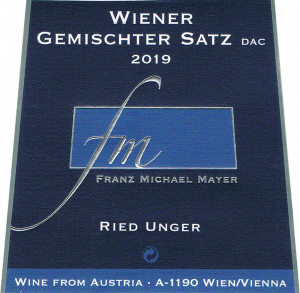 WIENER
GEMISCHTER SATZ DAC
2019
fm
FRANZ MICHAEL MAYER
RIED UNGER
WINE FROM AUSTRIA · A-1190 WIEN/VIENNA